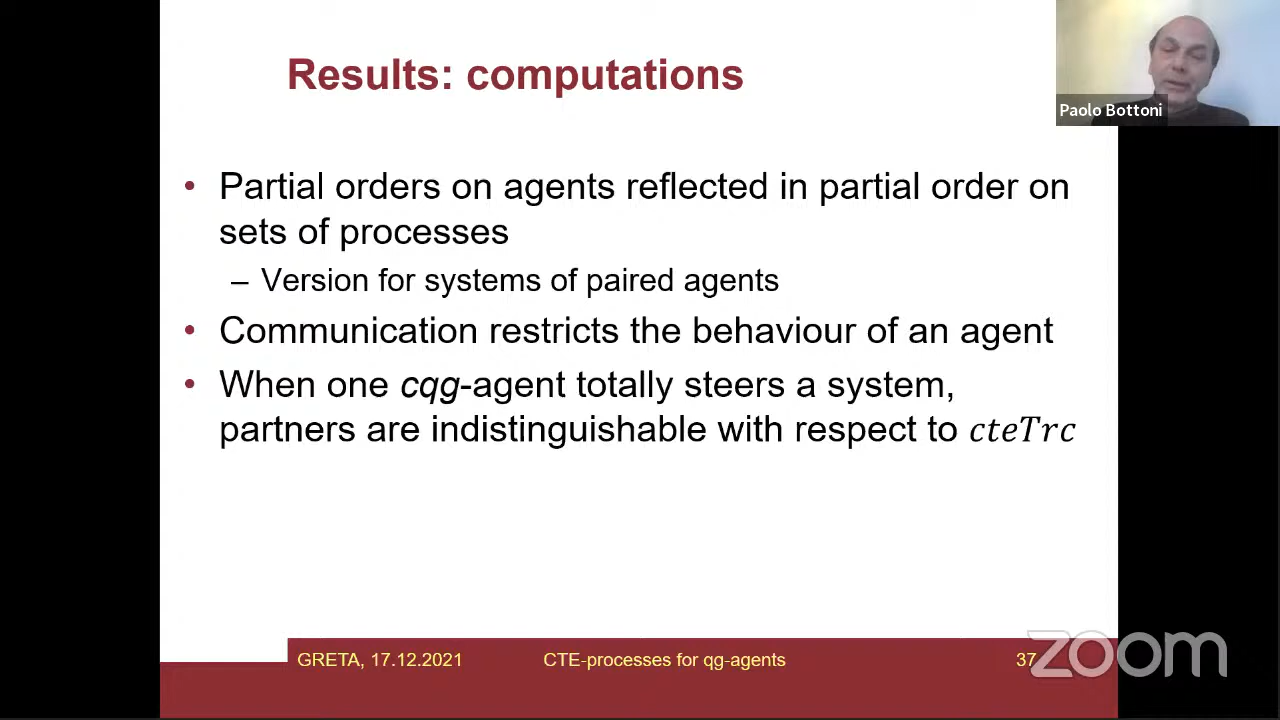 Results: computations
Paolo Bottoni
• Partial orders on agents reflected in partial order on
sets of processes
– Version for systems of paired agents
• Communication restricts the behaviour of an agent
• When one cqg-agent totally steers a system,
partners are indistinguishable with respect to cteTrc
GRETA, 17.12.2021 CTE-processes for qg-agents 37
zoom